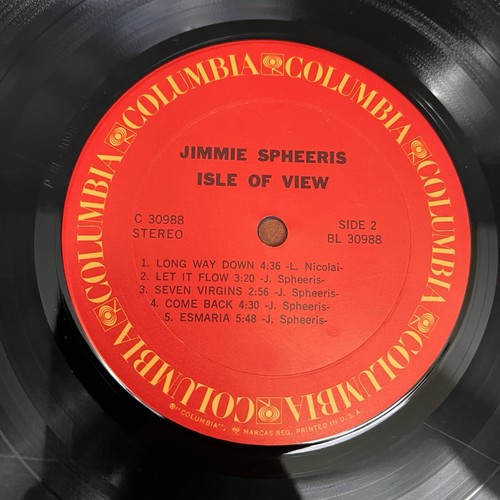 COLUMBIA COLUMBIA COLUMBIA COLUMBIA COLUMBIA COLUMBIA
JIMMIE SPHEERIS
ISLE OF VIEW
C 30988
STEREO
SIDE 2
BL 30988
1. LONG WAY DOWN 4:36 -L. Nicolai-
2. LET IT FLOW 3:20 -J. Spheeris-
3. SEVEN VIRGINS 2:56 -J. Spheeris-
4. COME BACK 4:30 -J. Spheeris-
5. ESMARIA 5:48 -J. Spheeris-
℗"COLUMBIA", MARCAS REG. PRINTED IN U.S.A.